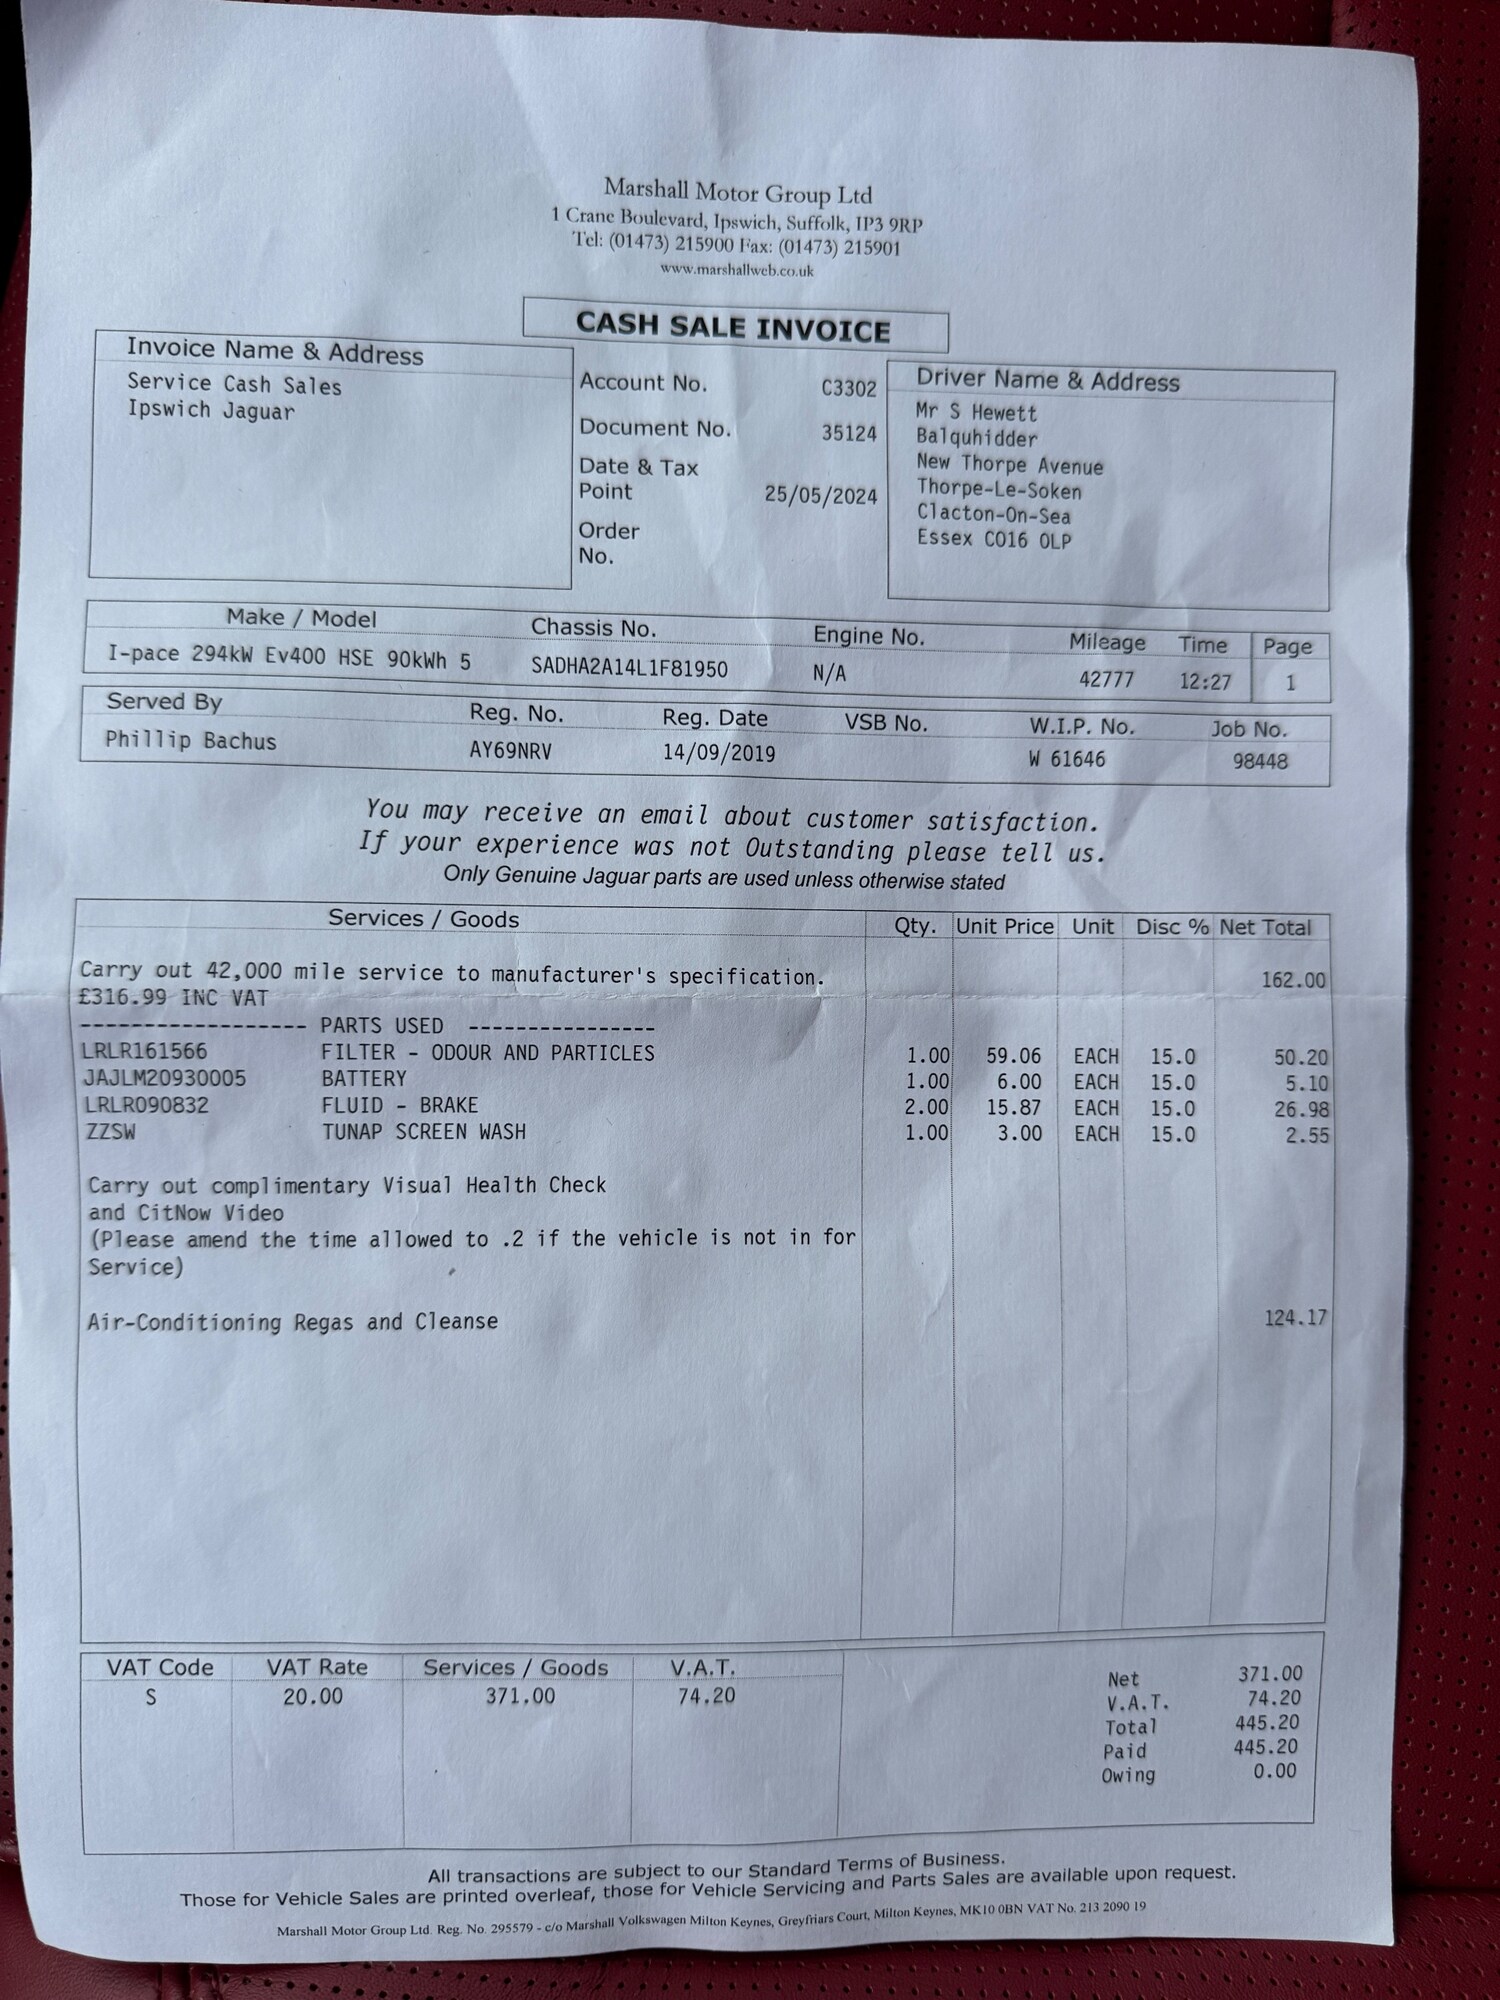 Marshall Motor Group Ltd
1 Crane Boulevard, Ipswich, Suffolk, IP3 9RP
Tel: (01473) 215900 Fax: (01473) 215901
www.marshallweb.co.uk
CASH SALE INVOICE
Invoice Name & Address
Service Cash Sales
Ipswich Jaguar
Account No. C3302
Document No. 35124
Date & Tax
Point 25/05/2024
Order
No.
Driver Name & Address
Mr S Hewett
Balquhidder
New Thorpe Avenue
Thorpe-Le-Soken
Clacton-On-Sea
Essex CO16 0LP
Make / Model Chassis No. Engine No. Mileage Time Page
I-pace 294kW Ev400 HSE 90kWh 5 SADHA2A14L1F81950 N/A 42777 12:27 1
Served By Reg. No. Reg. Date VSB No. W.I.P. No. Job No.
Phillip Bachus AY69NRV 14/09/2019 W 61646 98448
You may receive an email about customer satisfaction.
If your experience was not Outstanding please tell us.
Only Genuine Jaguar parts are used unless otherwise stated
Services / Goods Qty. Unit Price Unit Disc % Net Total
Carry out 42,000 mile service to manufacturer's specification. 162.00
£316.99 INC VAT
------------------ PARTS USED ----------------
LRLR161566 FILTER - ODOUR AND PARTICLES 1.00 59.06 EACH 15.0 50.20
JAJLM20930005 BATTERY 1.00 6.00 EACH 15.0 5.10
LRLR090832 FLUID - BRAKE 2.00 15.87 EACH 15.0 26.98
ZZSW TUNAP SCREEN WASH 1.00 3.00 EACH 15.0 2.55
Carry out complimentary Visual Health Check
and CitNow Video
(Please amend the time allowed to .2 if the vehicle is not in for
Service)
Air-Conditioning Regas and Cleanse 124.17
VAT Code VAT Rate Services / Goods V.A.T.
S 20.00 371.00 74.20
Net 371.00
V.A.T. 74.20
Total 445.20
Paid 445.20
Owing 0.00
All transactions are subject to our Standard Terms of Business.
Those for Vehicle Sales are printed overleaf, those for Vehicle Servicing and Parts Sales are available upon request.
Marshall Motor Group Ltd. Reg. No. 295579 - c/o Marshall Volkswagen Milton Keynes, Greyfriars Court, Milton Keynes, MK10 0BN VAT No. 213 2090 19